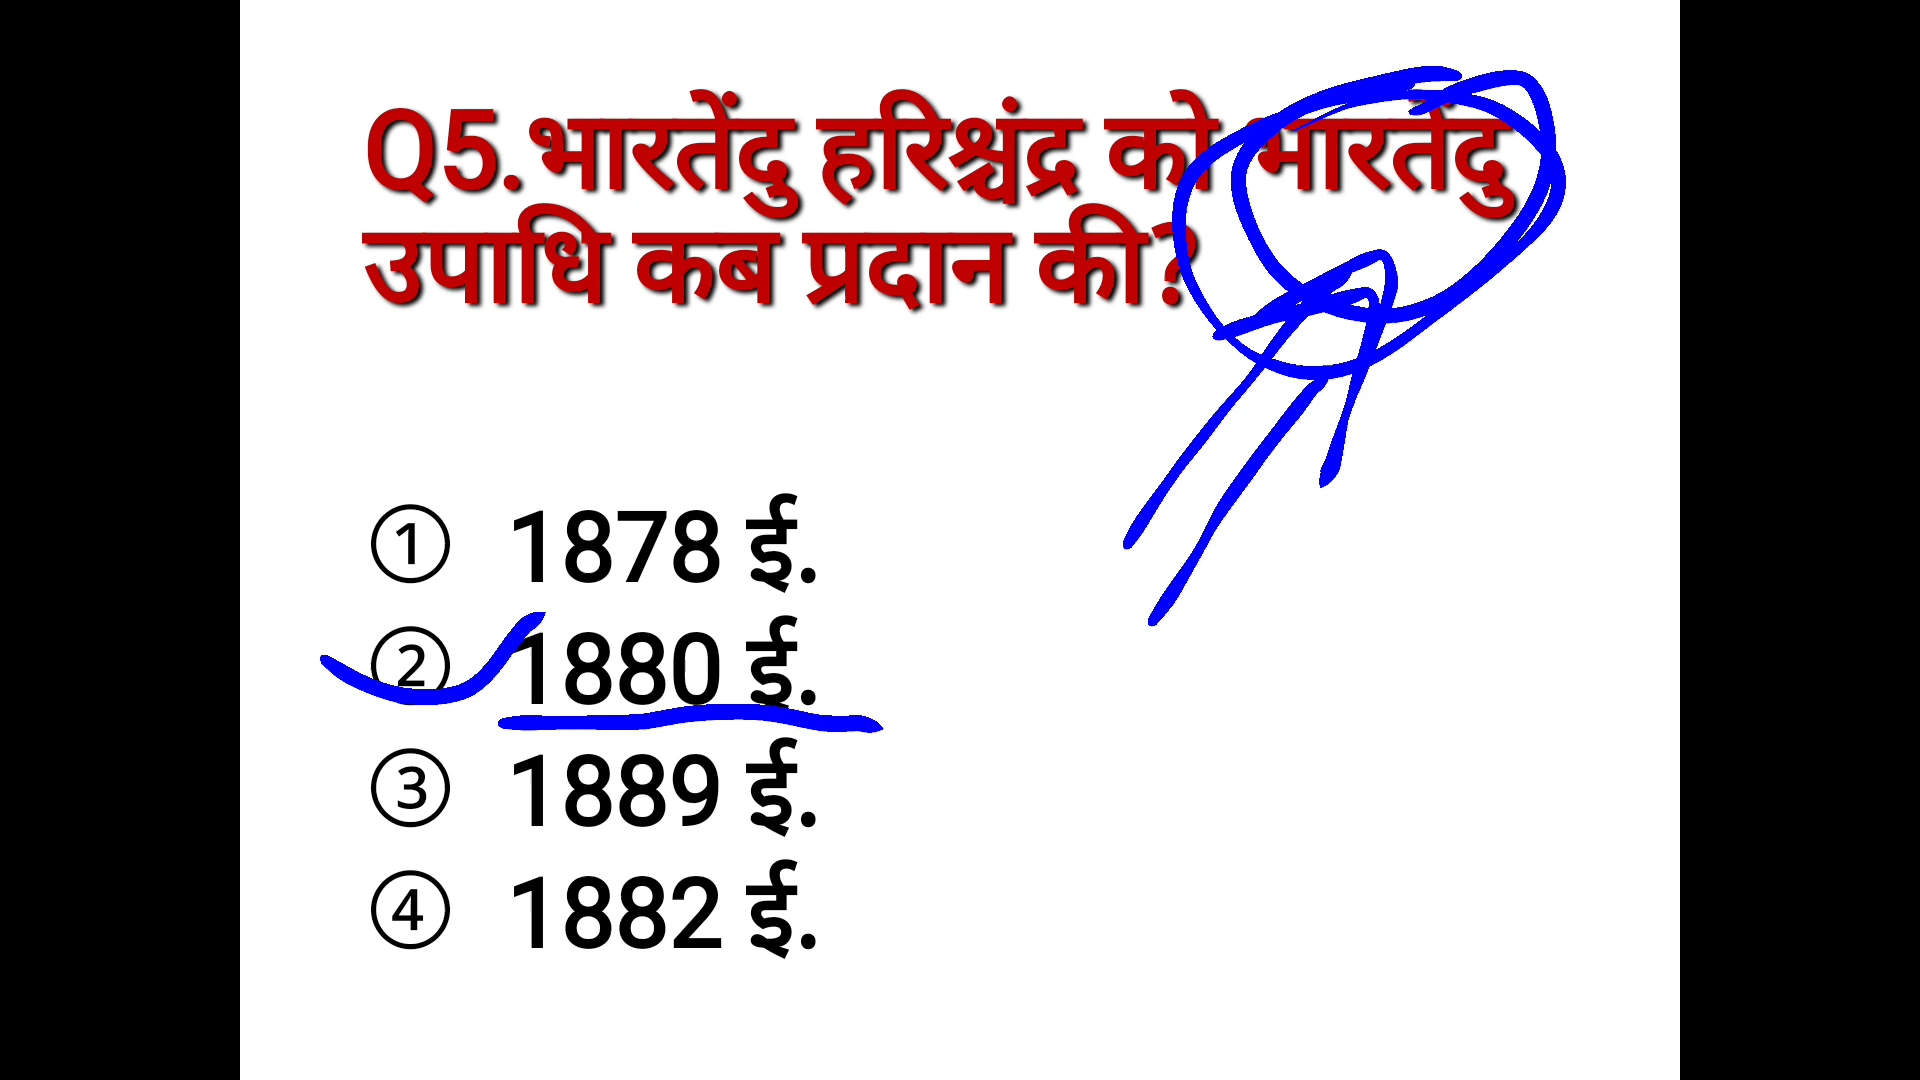 Q5.भारतेंदु हरिश्चंद्र को भारतेंदु
उपाधि कब प्रदान की?
① 1878 ई.
② 1880 ई.
③ 1889 ई.
④ 1882 ई.